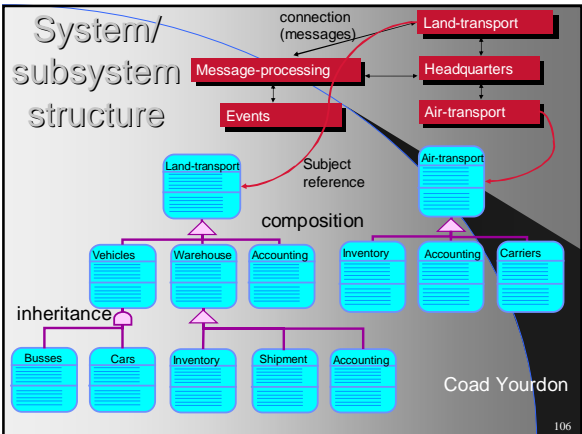 System/
subsystem
structure
connection
(messages)
Land-transport
Message-processing
Headquarters
Events
Air-transport
Land-transport
Subject
reference
Air-transport
composition
Vehicles
Warehouse
Accounting
Inventory
Accounting
Carriers
inheritance
Busses
Cars
Inventory
Shipment
Accounting
Coad Yourdon
106